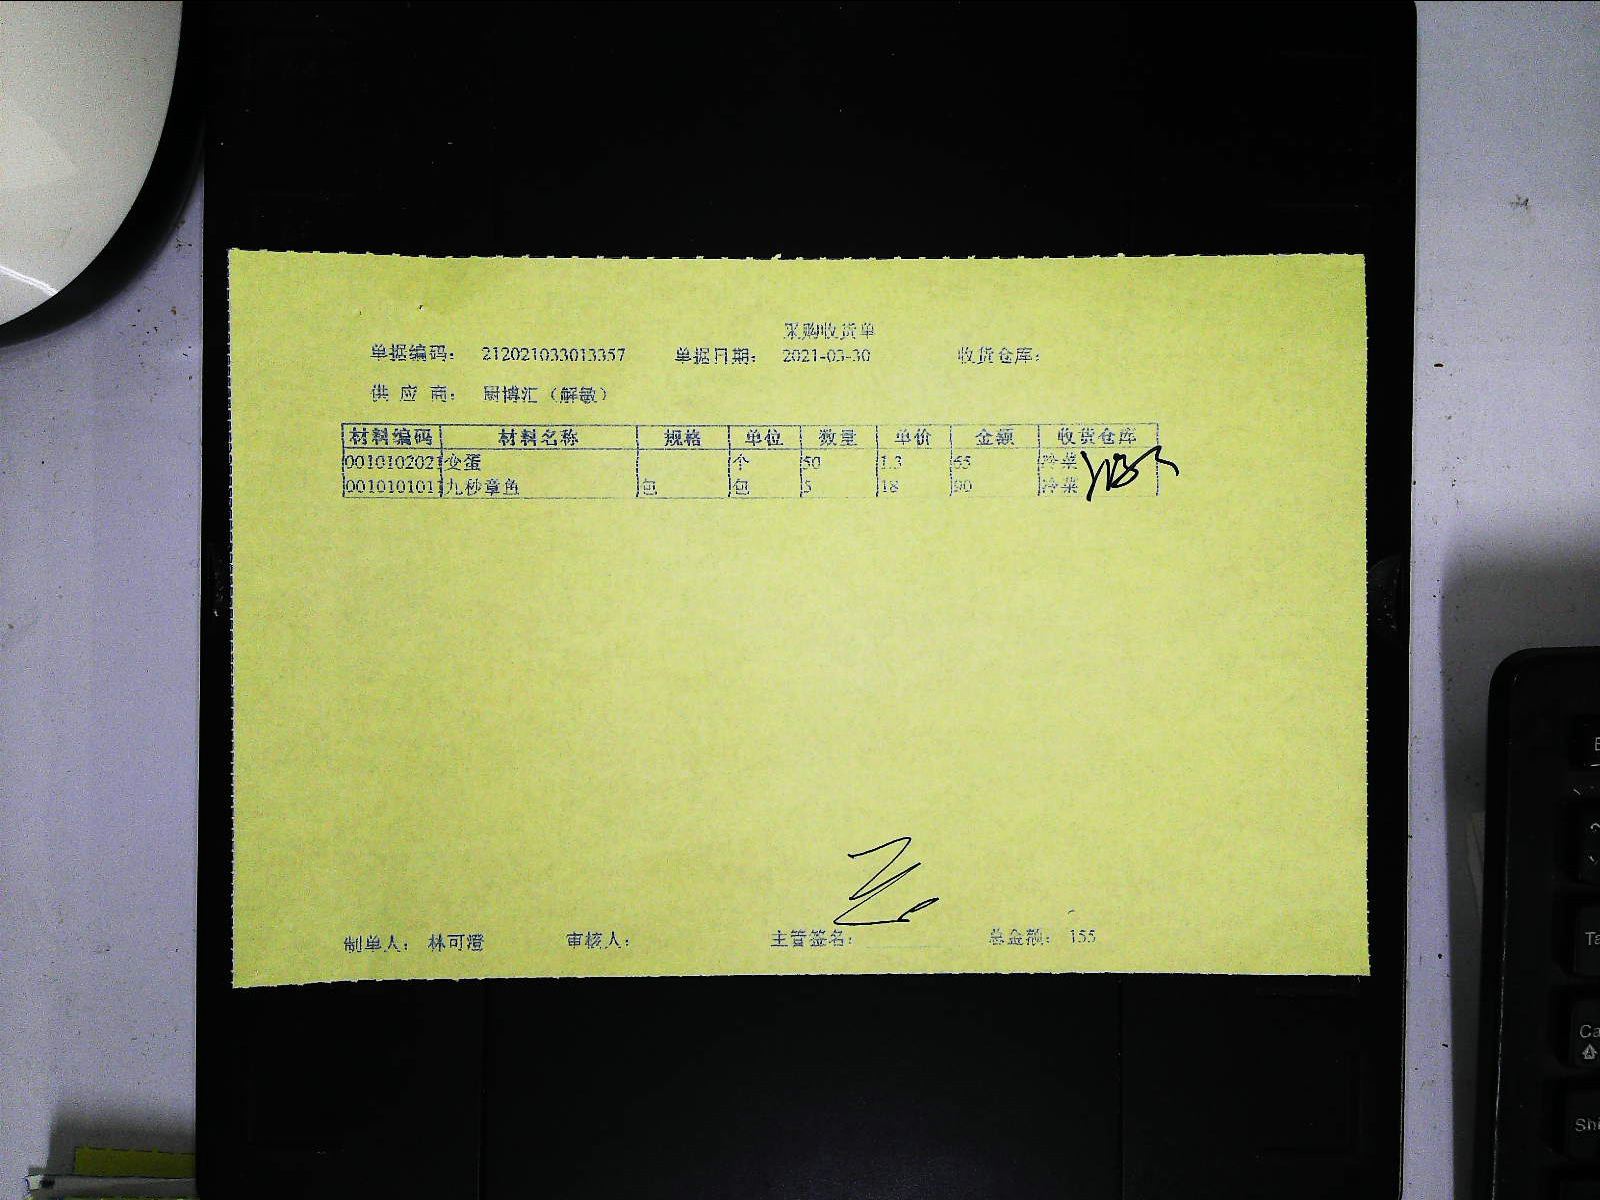 采购收货单
单据编码： 212021033013357 单据日期： 2021-03-30 收货仓库：
供 应 商： 厨博汇（解敏）
材料编码 材料名称 规格 单位 数量 单价 金额 收货仓库
0010102021 变蛋 个 50 1.3 65 冷菜
0010101011 九秒章鱼 包 包 5 18 90 冷菜
制单人： 林可澄 审核人： 主管签名： 总金额： 155